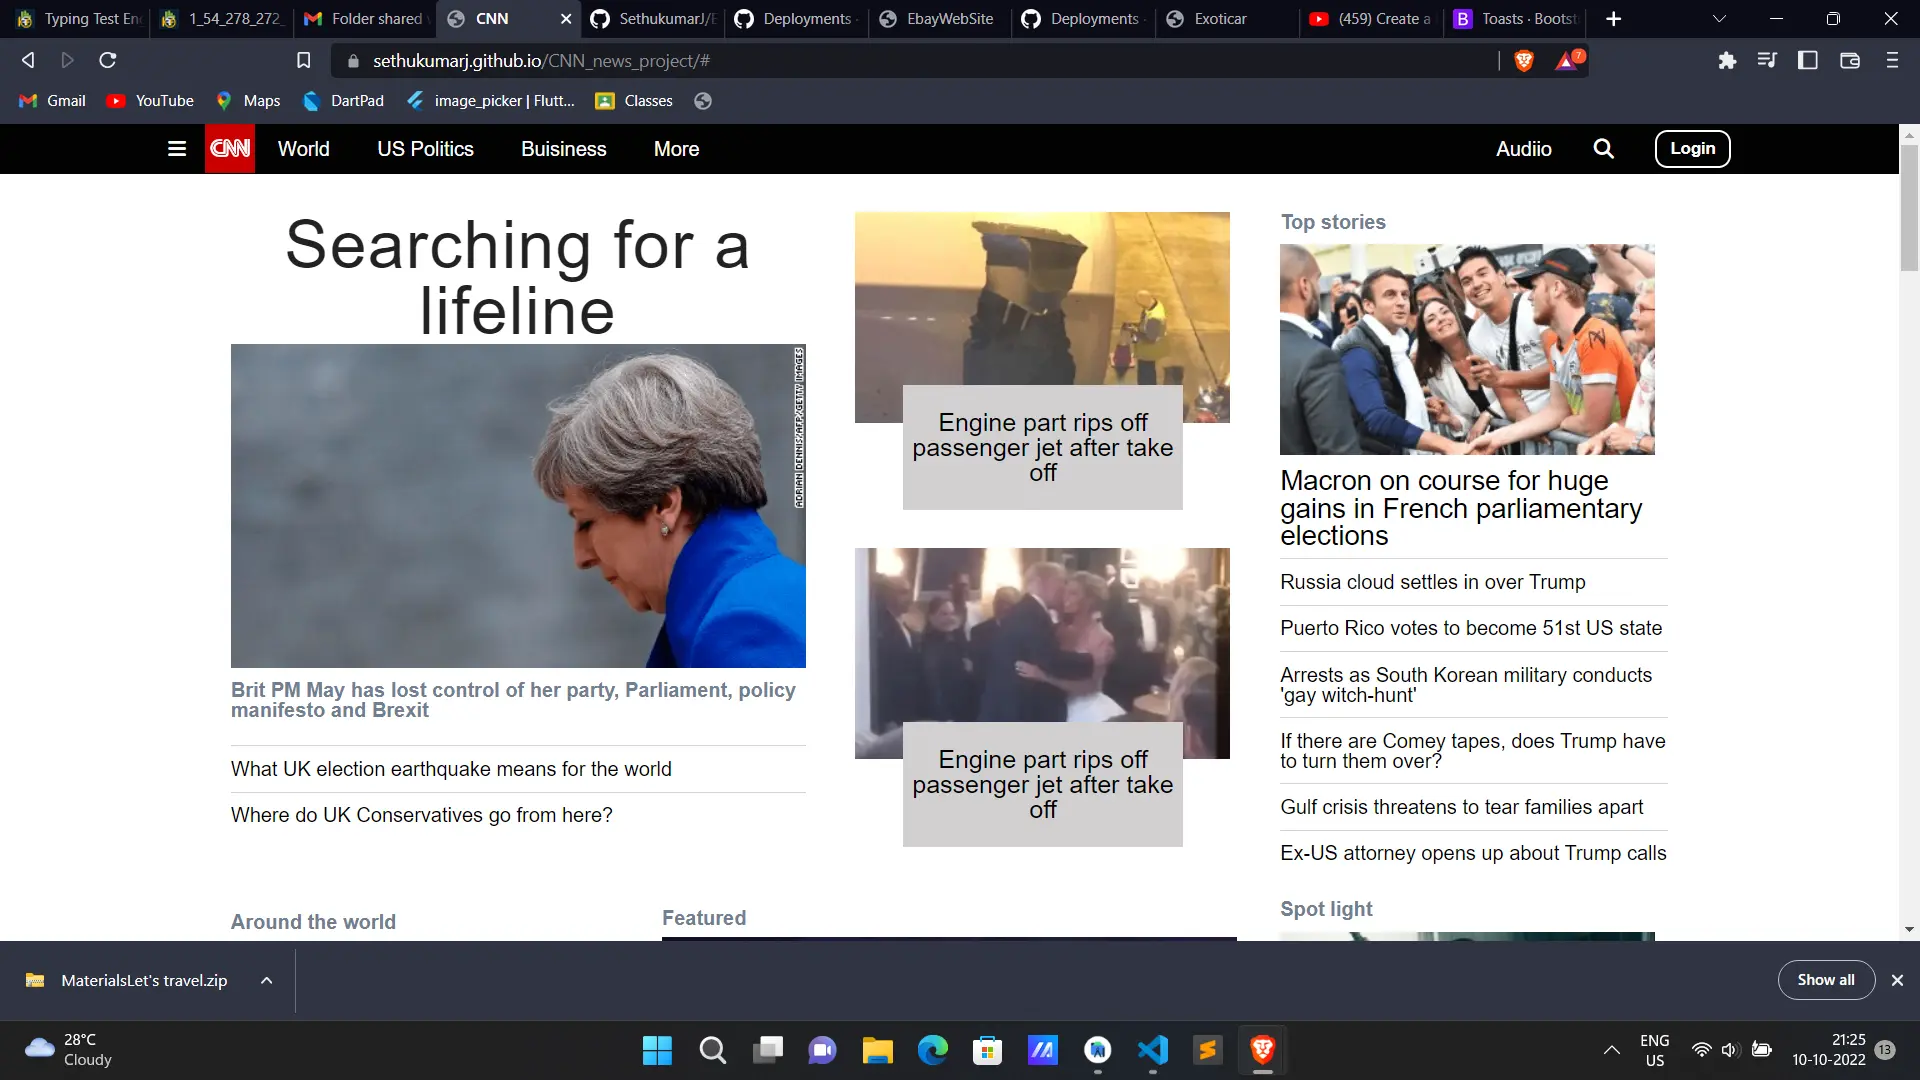 Typing Test En
1_54_278_272_
Folder shared
CNN
SethukumarJ/E
Deployments
EbayWebSite
Deployments
Exoticar
(459) Create a
Toasts · Bootst
sethukumarj.github.io/CNN_news_project/#
7
Gmail
YouTube
Maps
DartPad
image_picker | Flutt...
Classes
CNN
World
US Politics
Buisiness
More
Audiio
Login
Searching for a
lifeline
ADRIAN DENNIS/AFP/GETTY IMAGES
Brit PM May has lost control of her party, Parliament, policy
manifesto and Brexit
What UK election earthquake means for the world
Where do UK Conservatives go from here?
Engine part rips off
passenger jet after take
off
Engine part rips off
passenger jet after take
off
Top stories
Macron on course for huge
gains in French parliamentary
elections
Russia cloud settles in over Trump
Puerto Rico votes to become 51st US state
Arrests as South Korean military conducts
'gay witch-hunt'
If there are Comey tapes, does Trump have
to turn them over?
Gulf crisis threatens to tear families apart
Ex-US attorney opens up about Trump calls
Around the world
Featured
Spot light
MaterialsLet's travel.zip
Show all
28°C
Cloudy
ENG
US
21:25
10-10-2022
13